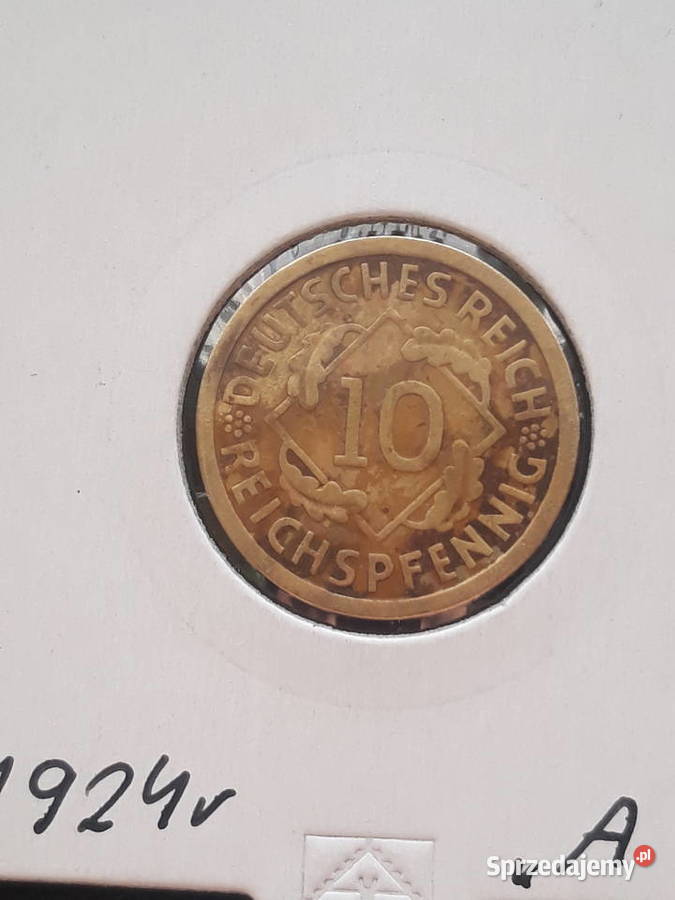 DEUTSCHES REICH
10
REICHSPFENNIG
1924r
"A
Sprzedajemy.pl